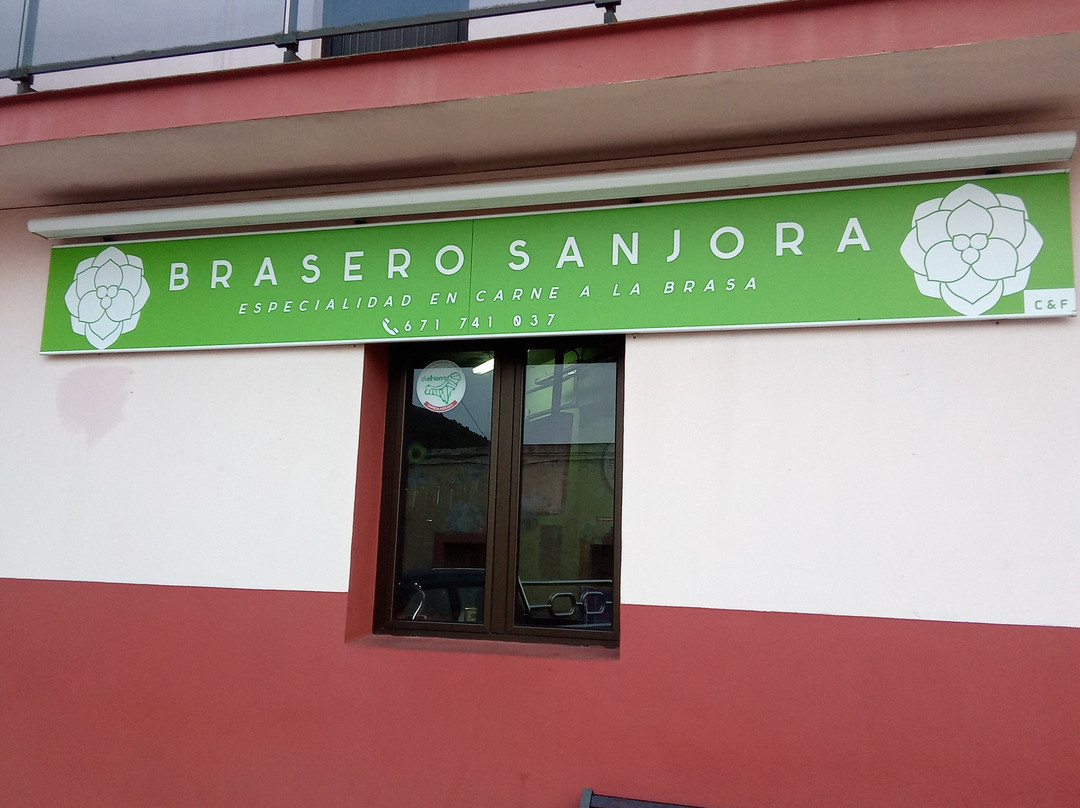 BRASERO SANJORA
ESPECIALIDAD EN CARNE A LA BRASA
671 741 037
C & F